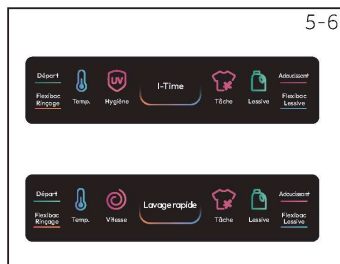 5-6
Départ
Flexibac
Rinçage
Temp.
UV
Hygiène
I-Time
Tâche
Lessive
Adoucissant
Flexibac
Lessive
Départ
Flexibac
Rinçage
Temp.
Vitesse
Lavage rapide
Tâche
Lessive
Adoucissant
Flexibac
Lessive